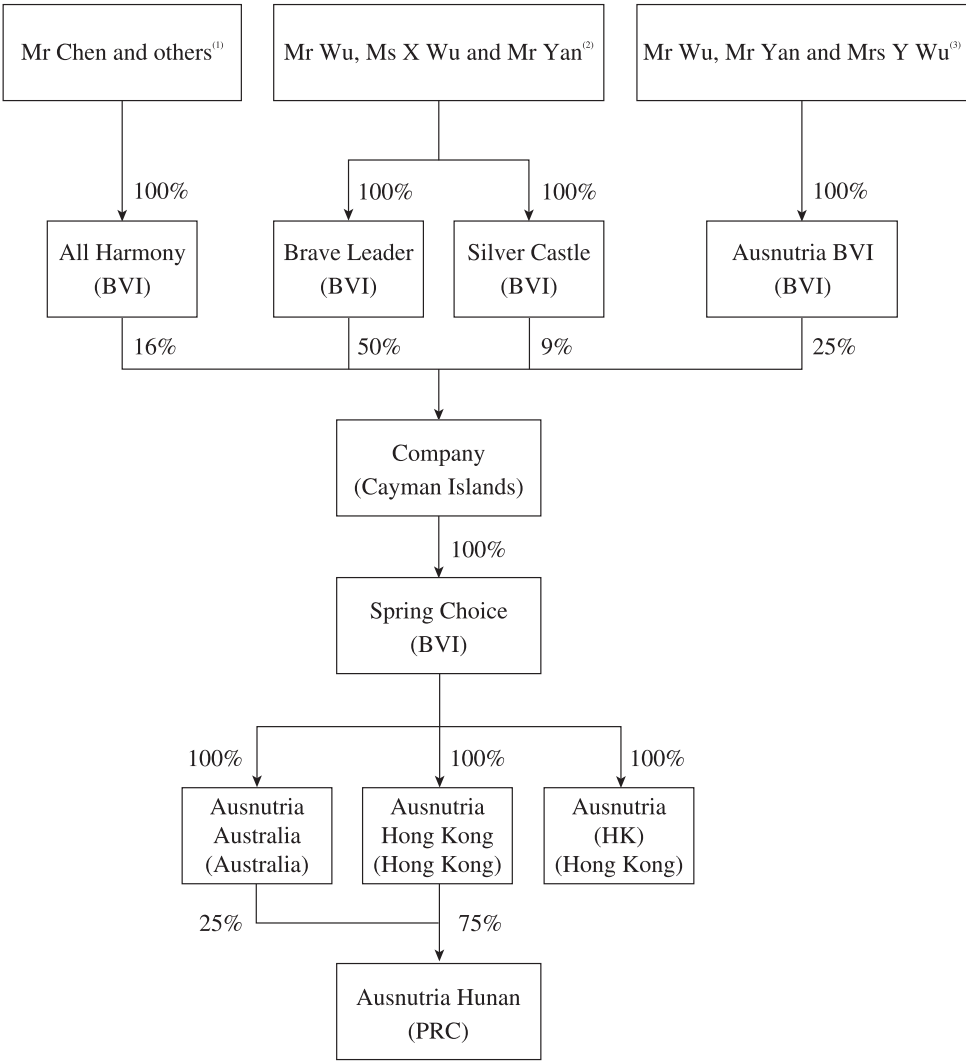 Mr Chen and others(1)
Mr Wu, Ms X Wu and Mr Yan(2)
Mr Wu, Mr Yan and Mrs Y Wu(3)
100%
100%
100%
100%
All Harmony
(BVI)
Brave Leader
(BVI)
Silver Castle
(BVI)
Ausnutria BVI
(BVI)
16%
50%
9%
25%
Company
(Cayman Islands)
100%
Spring Choice
(BVI)
100%
100%
100%
Ausnutria
Australia
(Australia)
Ausnutria
Hong Kong
(Hong Kong)
Ausnutria
(HK)
(Hong Kong)
25%
75%
Ausnutria Hunan
(PRC)